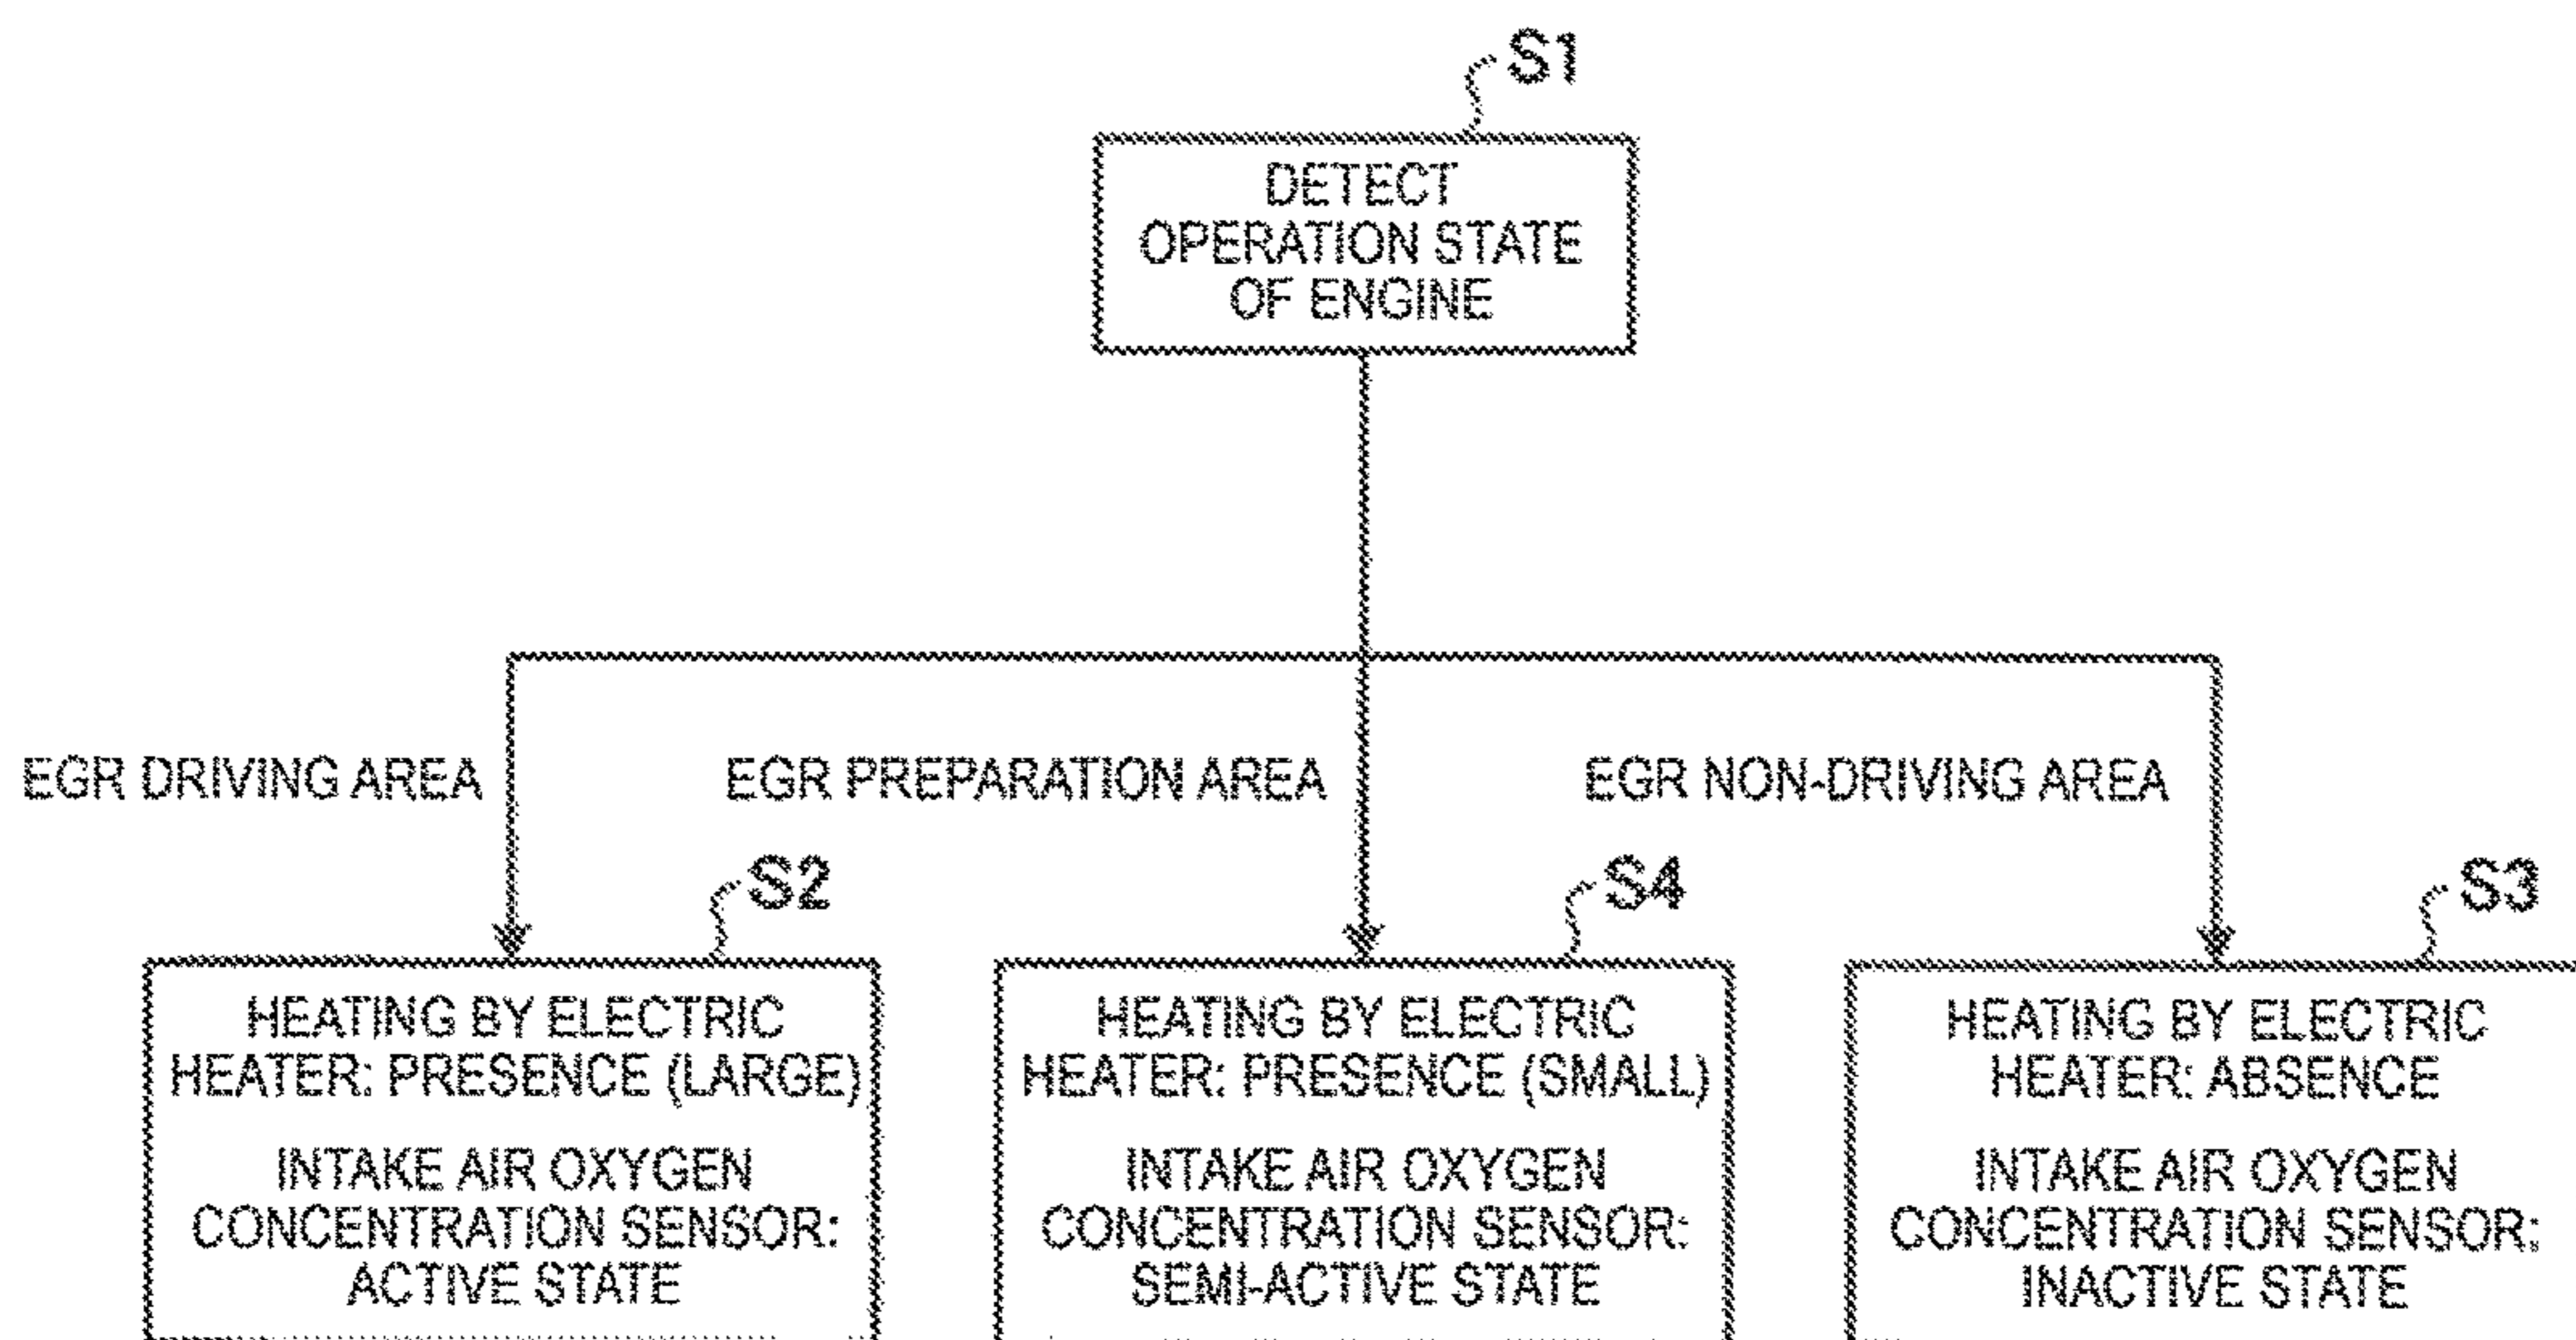 S1
DETECT
OPERATION STATE
OF ENGINE
EGR DRIVING AREA
EGR PREPARATION AREA
EGR NON-DRIVING AREA
S2
S4
S3
HEATING BY ELECTRIC
HEATER: PRESENCE (LARGE)
INTAKE AIR OXYGEN
CONCENTRATION SENSOR:
ACTIVE STATE
HEATING BY ELECTRIC
HEATER: PRESENCE (SMALL)
INTAKE AIR OXYGEN
CONCENTRATION SENSOR:
SEMI-ACTIVE STATE
HEATING BY ELECTRIC
HEATER: ABSENCE
INTAKE AIR OXYGEN
CONCENTRATION SENSOR:
INACTIVE STATE